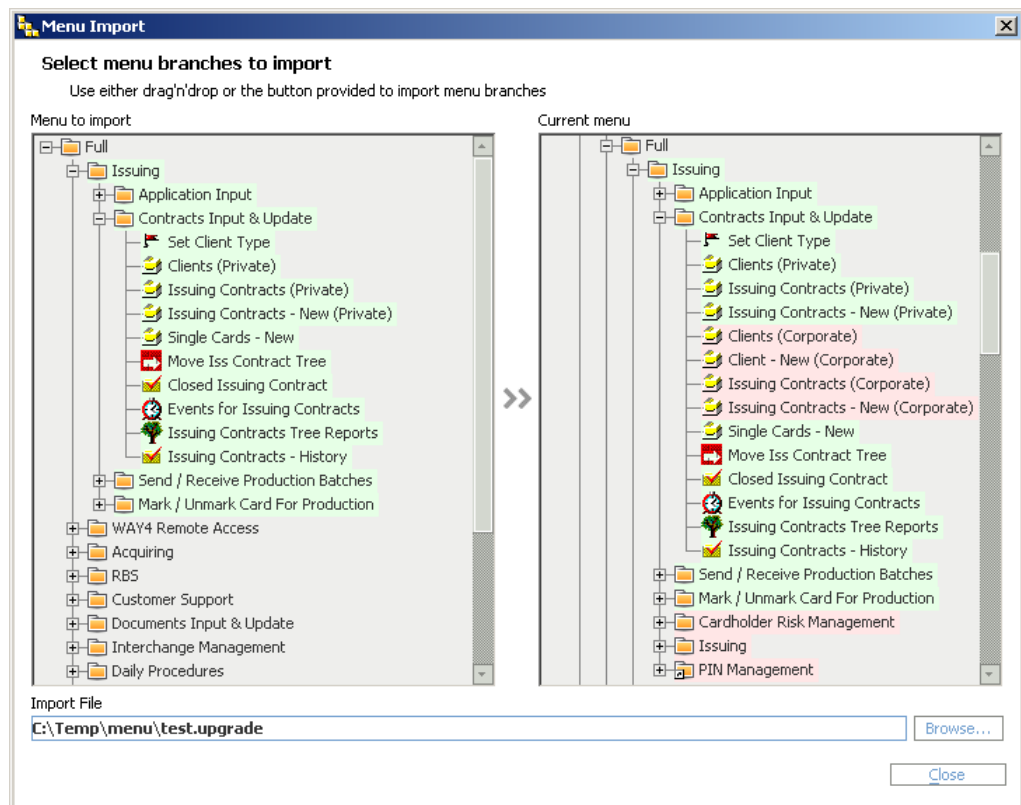 Menu Import
Select menu branches to import
Use either drag'n'drop or the button provided to import menu branches
Menu to import
Full
Issuing
Application Input
Contracts Input & Update
Set Client Type
Clients (Private)
Issuing Contracts (Private)
Issuing Contracts - New (Private)
Single Cards - New
Move Iss Contract Tree
Closed Issuing Contract
Events for Issuing Contracts
Issuing Contracts Tree Reports
Issuing Contracts - History
Send / Receive Production Batches
Mark / Unmark Card For Production
WAY4 Remote Access
Acquiring
RBS
Customer Support
Documents Input & Update
Interchange Management
Daily Procedures
Current menu
Full
Issuing
Application Input
Contracts Input & Update
Set Client Type
Clients (Private)
Issuing Contracts (Private)
Issuing Contracts - New (Private)
Clients (Corporate)
Client - New (Corporate)
Issuing Contracts (Corporate)
Issuing Contracts - New (Corporate)
Single Cards - New
Move Iss Contract Tree
Closed Issuing Contract
Events for Issuing Contracts
Issuing Contracts Tree Reports
Issuing Contracts - History
Send / Receive Production Batches
Mark / Unmark Card For Production
Cardholder Risk Management
Issuing
PIN Management
Import File
C:\Temp\menu\test.upgrade
Browse...
Close